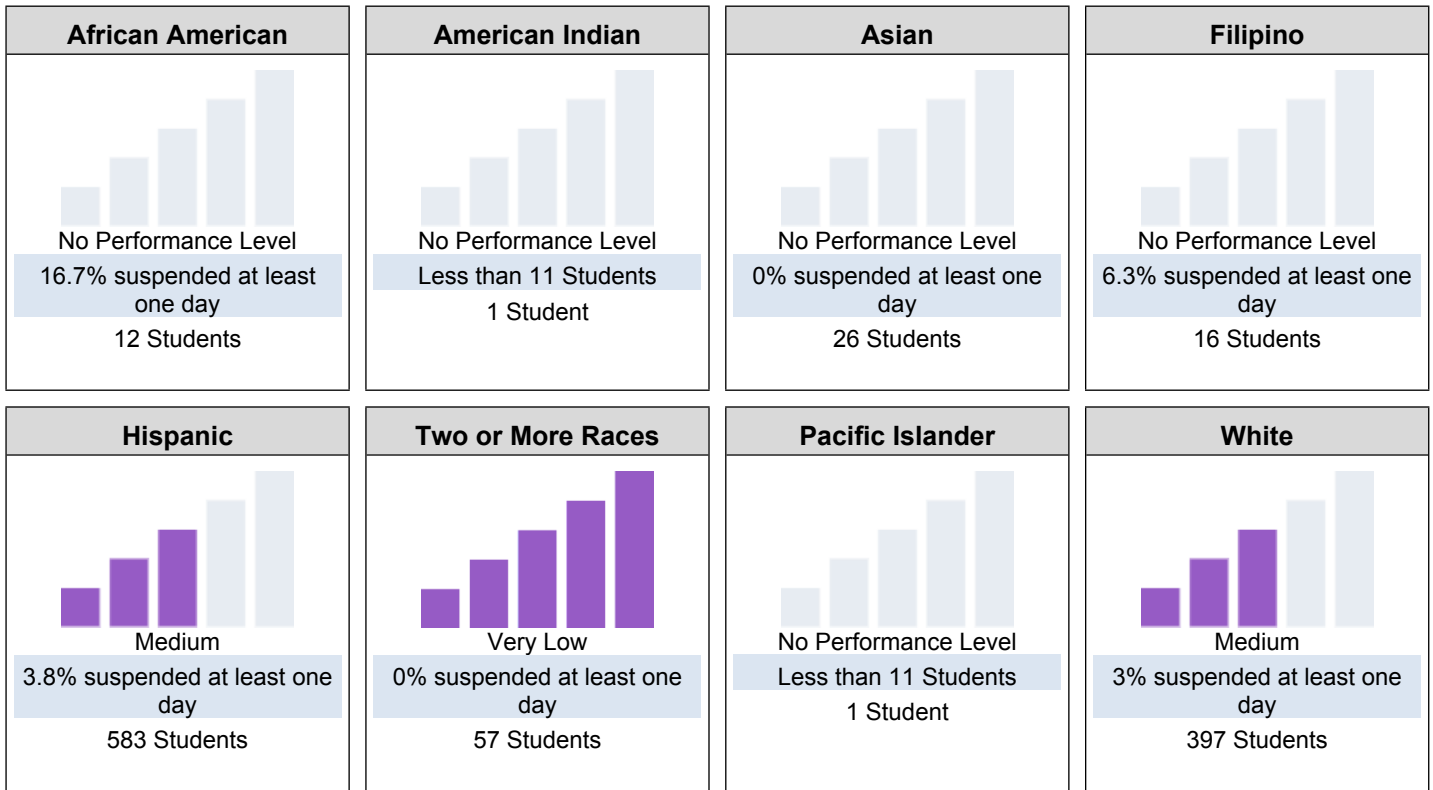 African American
No Performance Level
16.7% suspended at least
one day
12 Students
American Indian
No Performance Level
Less than 11 Students
1 Student
Asian
No Performance Level
0% suspended at least one
day
26 Students
Filipino
No Performance Level
6.3% suspended at least one
day
16 Students
Hispanic
Medium
3.8% suspended at least one
day
583 Students
Two or More Races
Very Low
0% suspended at least one
day
57 Students
Pacific Islander
No Performance Level
Less than 11 Students
1 Student
White
Medium
3% suspended at least one
day
397 Students